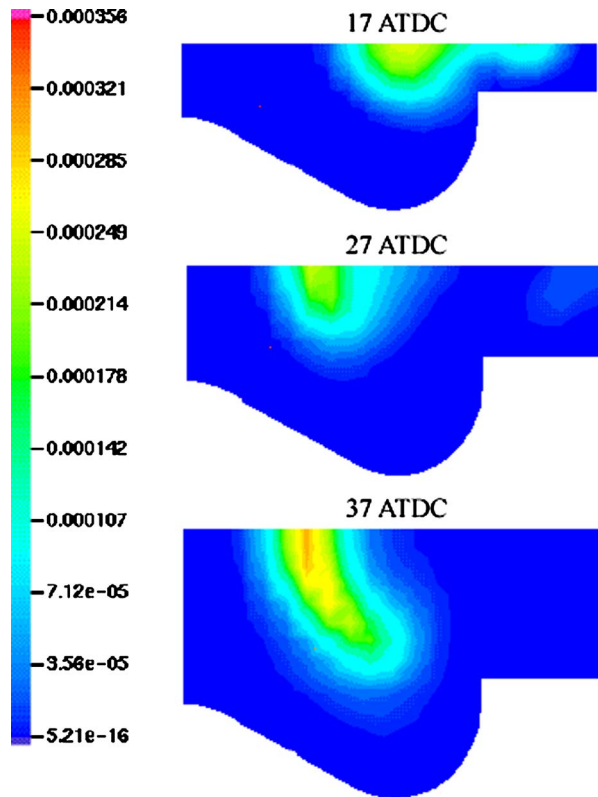 0.000356
0.000321
0.000285
0.000249
0.000214
0.000178
0.000142
0.000107
7.12e-05
3.56e-05
5.21e-16
17 ATDC
27 ATDC
37 ATDC